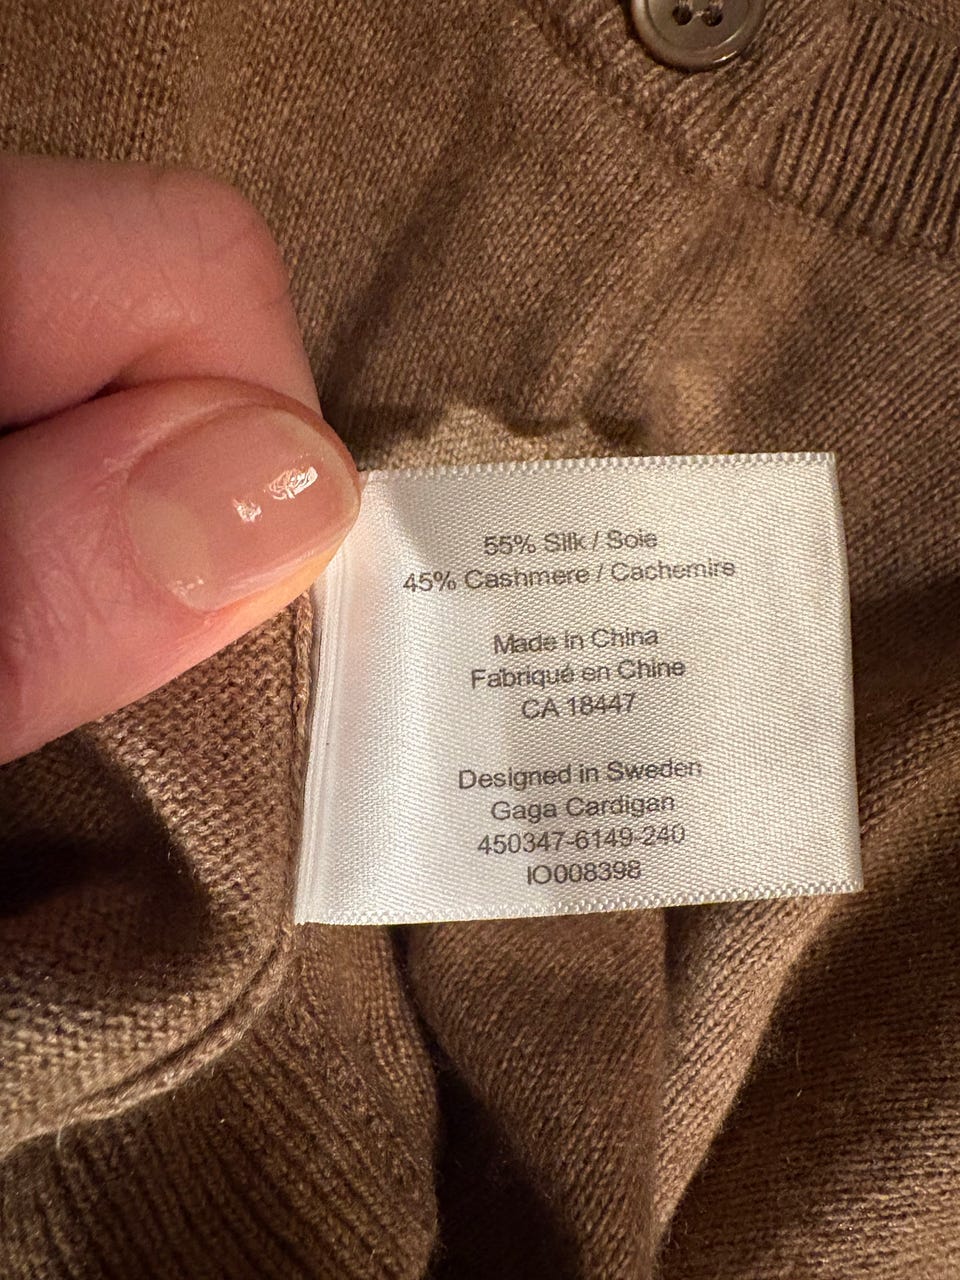 55% Silk / Soie
45% Cashmere / Cachemire
Made in China
Fabriqué en Chine
CA 18447
Designed in Sweden
Gaga Cardigan
450347-6149-240
IO008398